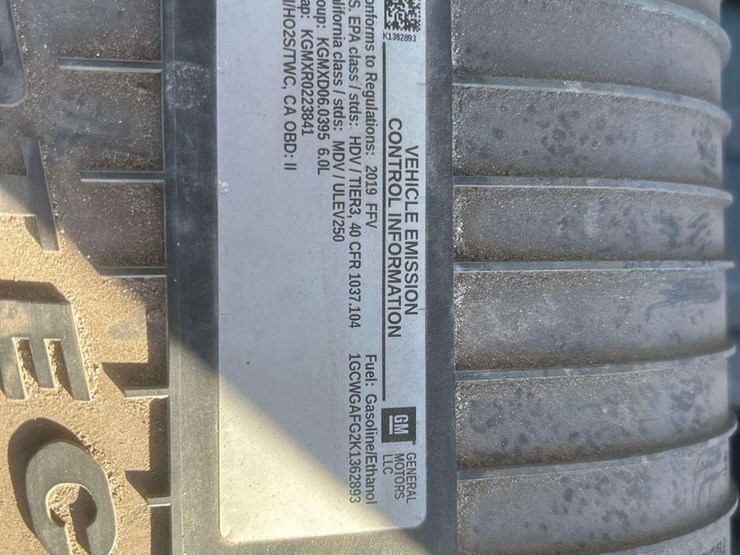 K1362893
VEHICLE EMISSION
CONTROL INFORMATION
GM
GENERAL
MOTORS
LLC
onforms to Regulations: 2019 FFV
Fuel: Gasoline/Ethanol
S. EPA class / stds: HDV / TIER3, 40 CFR 1037.104
1GCWGAFG2K1362893
alifornia class / stds: MDV / ULEV250
oup: KGMXD06.0395 6.0L
ap: KGMXR0223841
I/HO2S/TWC, CA OBD: II
TEC